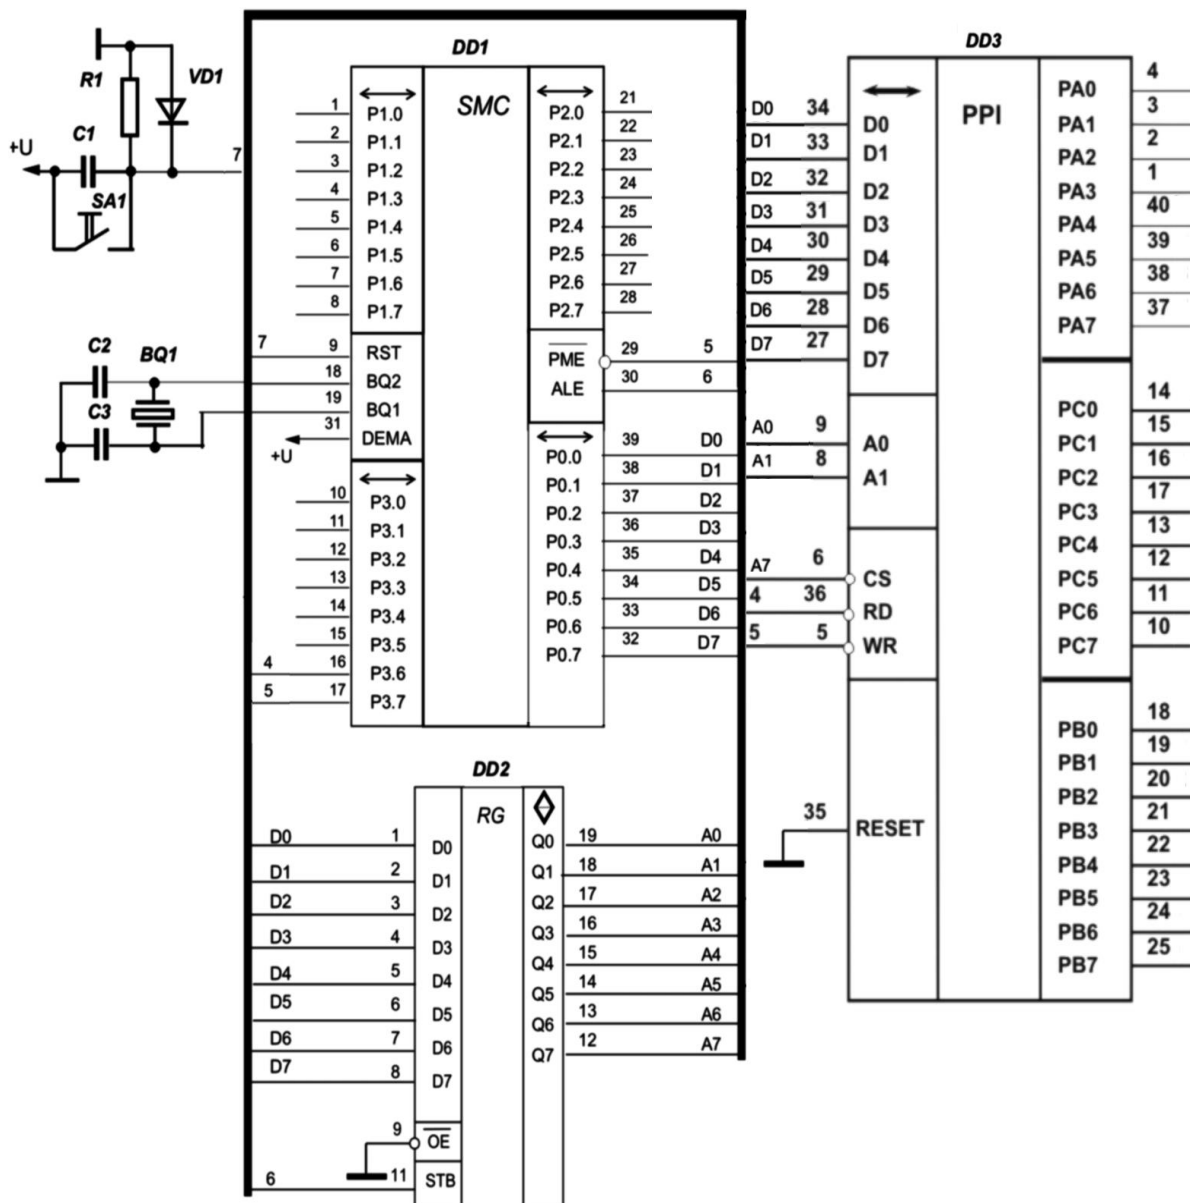 DD1
DD3
R1
VD1
C1
+U
7
SA1
SMC
1 P1.0
2 P1.1
3 P1.2
4 P1.3
5 P1.4
6 P1.5
7 P1.6
8 P1.7
P2.0 21
P2.1 22
P2.2 23
P2.3 24
P2.4 25
P2.5 26
P2.6 27
P2.7 28
C2
BQ1
C3
7 9 RST
18 BQ2
19 BQ1
31 DEMA
+U
PME 29 5
ALE 30 6
10 P3.0
11 P3.1
12 P3.2
13 P3.3
14 P3.4
15 P3.5
4 16 P3.6
5 17 P3.7
P0.0 39 D0
P0.1 38 D1
P0.2 37 D2
P0.3 36 D3
P0.4 35 D4
P0.5 34 D5
P0.6 33 D6
P0.7 32 D7
PPI
D0 34 D0
D1 33 D1
D2 32 D2
D3 31 D3
D4 30 D4
D5 29 D5
D6 28 D6
D7 27 D7
A0 9 A0
A1 8 A1
A7 6 CS
4 36 RD
5 5 WR
35 RESET
PA0 4
PA1 3
PA2 2
PA3 1
PA4 40
PA5 39
PA6 38
PA7 37
PC0 14
PC1 15
PC2 16
PC3 17
PC4 13
PC5 12
PC6 11
PC7 10
PB0 18
PB1 19
PB2 20
PB3 21
PB4 22
PB5 23
PB6 24
PB7 25
DD2
RG
D0 1 D0
D1 2 D1
D2 3 D2
D3 4 D3
D4 5 D4
D5 6 D5
D6 7 D6
D7 8 D7
9 OE
6 11 STB
Q0 19 A0
Q1 18 A1
Q2 17 A2
Q3 16 A3
Q4 15 A4
Q5 14 A5
Q6 13 A6
Q7 12 A7